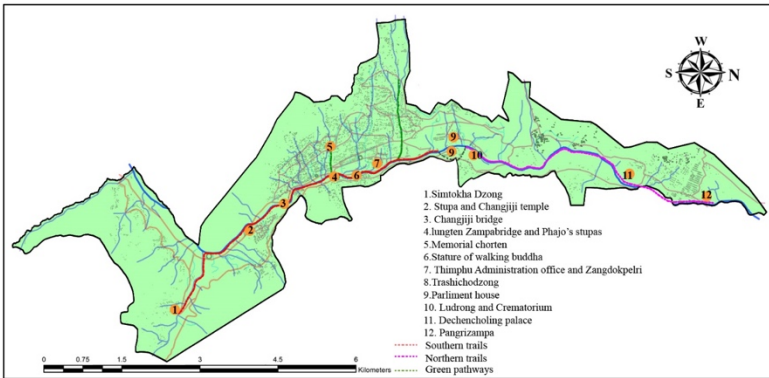 W
S N
E
9
5
7
9
10
4 6
11
3
12
2
1
1.Simtokha Dzong
2. Stupa and Changjiji temple
3. Changjiji bridge
4.lungten Zampabridge and Phajo's stupas
5.Memorial chorten
6.Stature of walking buddha
7. Thimphu Administration office and Zangdokpelri
8.Trashichodzong
9.Parliment house
10. Ludrong and Crematorium
11. Dechencholing palace
12. Pangrizampa
Southern trails
Northern trails
Green pathways
0 0.75 1.5 3 4.5 6
Kilometers